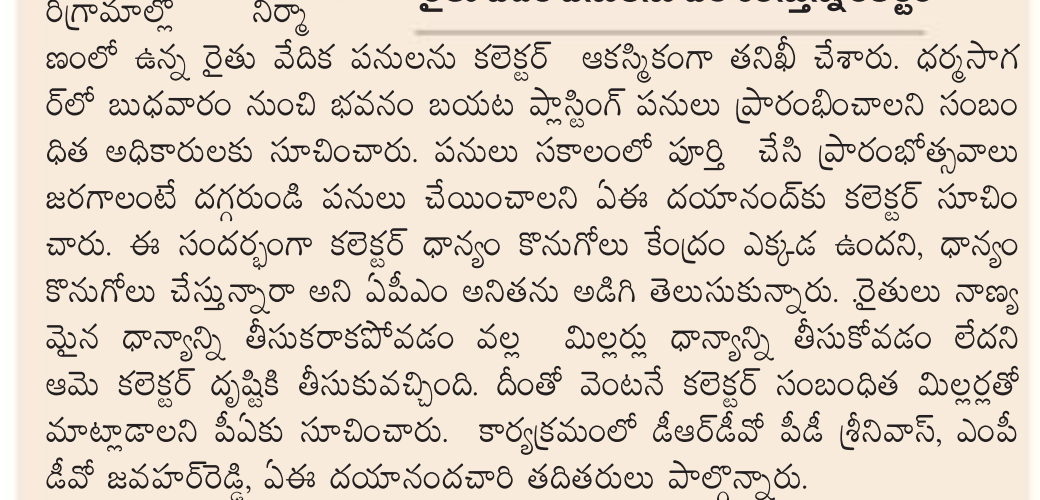 రిగ్రామాల్లో నిర్మా
ణంలో ఉన్న రైతు వేదిక పనులను కలెక్టర్ ఆకస్మికంగా తనిఖీ చేశారు. ధర్మసాగ
ర్‌లో బుధవారం నుంచి భవనం బయట ప్లాస్టింగ్ పనులు ప్రారంభించాలని సంబం
ధిత అధికారులకు సూచించారు. పనులు సకాలంలో పూర్తి చేసి ప్రారంభోత్సవాలు
జరగాలంటే దగ్గరుండి పనులు చేయించాలని ఏఈ దయానంద్‌కు కలెక్టర్ సూచిం
చారు. ఈ సందర్భంగా కలెక్టర్ ధాన్యం కొనుగోలు కేంద్రం ఎక్కడ ఉందని, ధాన్యం
కొనుగోలు చేస్తున్నారా అని ఏపీఎం అనితను అడిగి తెలుసుకున్నారు. .రైతులు నాణ్య
మైన ధాన్యాన్ని తీసుకరాకపోవడం వల్ల మిల్లర్లు ధాన్యాన్ని తీసుకోవడం లేదని
ఆమె కలెక్టర్ దృష్టికి తీసుకువచ్చింది. దీంతో వెంటనే కలెక్టర్ సంబంధిత మిల్లర్లతో
మాట్లాడాలని పీఏకు సూచించారు. కార్యక్రమంలో డీఆర్‌డీవో పీడీ శ్రీనివాస్, ఎంపీ
డీవో జవహర్‌రెడ్డి, ఏఈ దయానందచారి తదితరులు పాల్గొన్నారు.